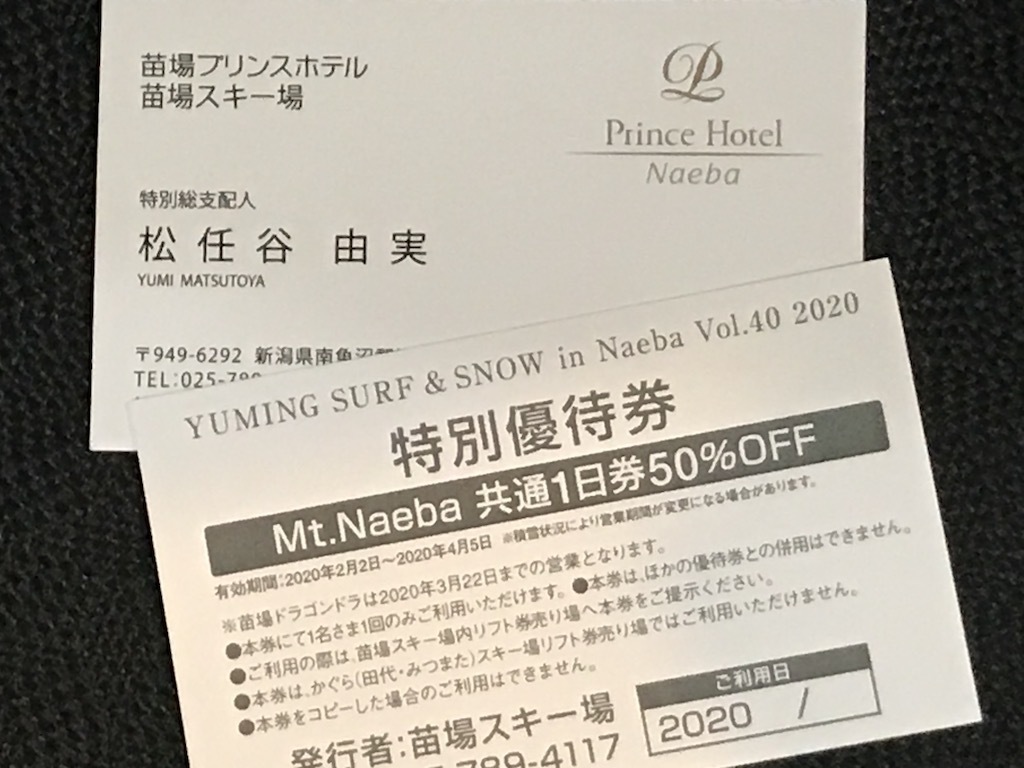 苗場プリンスホテル
苗場スキー場
Prince Hotel
Naeba
特別総支配人
松任谷 由実
YUMI MATSUTOYA
〒949-6292 新潟県南魚沼郡
TEL:025-789
YUMING SURF & SNOW in Naeba Vol.40 2020
特別優待券
Mt.Naeba 共通1日券50%OFF
有効期間:2020年2月2日~2020年4月5日 ※積雪状況により営業期間が変更になる場合があります。
※苗場ドラゴンドラは2020年3月22日までの営業となります。
●本券にて1名さま1回のみご利用いただけます。●本券は、ほかの優待券との併用はできません。
●ご利用の際は、苗場スキー場内リフト券売り場へ本券をご提示ください。
●本券は、かぐら(田代・みつまた)スキー場リフト券売り場ではご利用いただけません。
●本券をコピーした場合のご利用はできません。
発行者:苗場スキー場
789-4117
ご利用日
2020 /